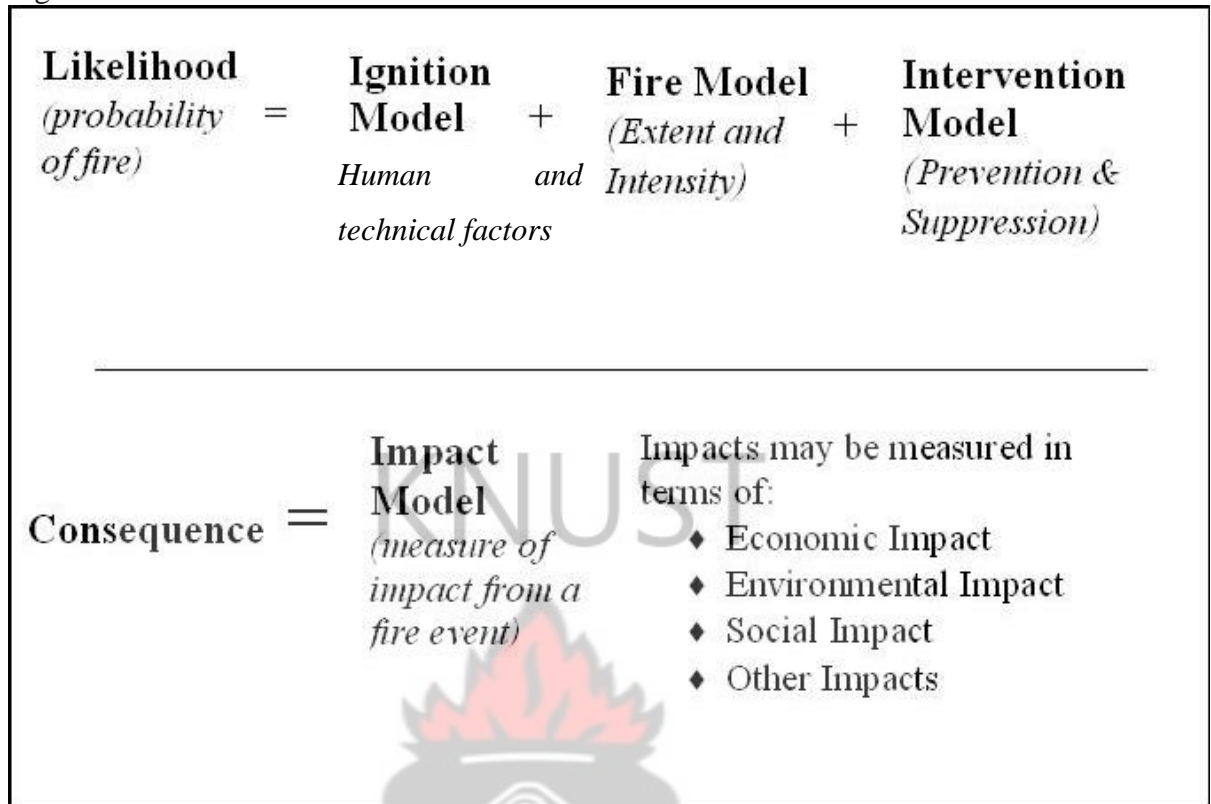 Likelihood
(probability
of fire)
=
Ignition
Model
Human and
technical factors
+
Fire Model
(Extent and
Intensity)
+
Intervention
Model
(Prevention &
Suppression)
Consequence
=
Impact
Model
(measure of
impact from a
fire event)
Impacts may be measured in
terms of:
♦ Economic Impact
♦ Environmental Impact
♦ Social Impact
♦ Other Impacts
KNUST